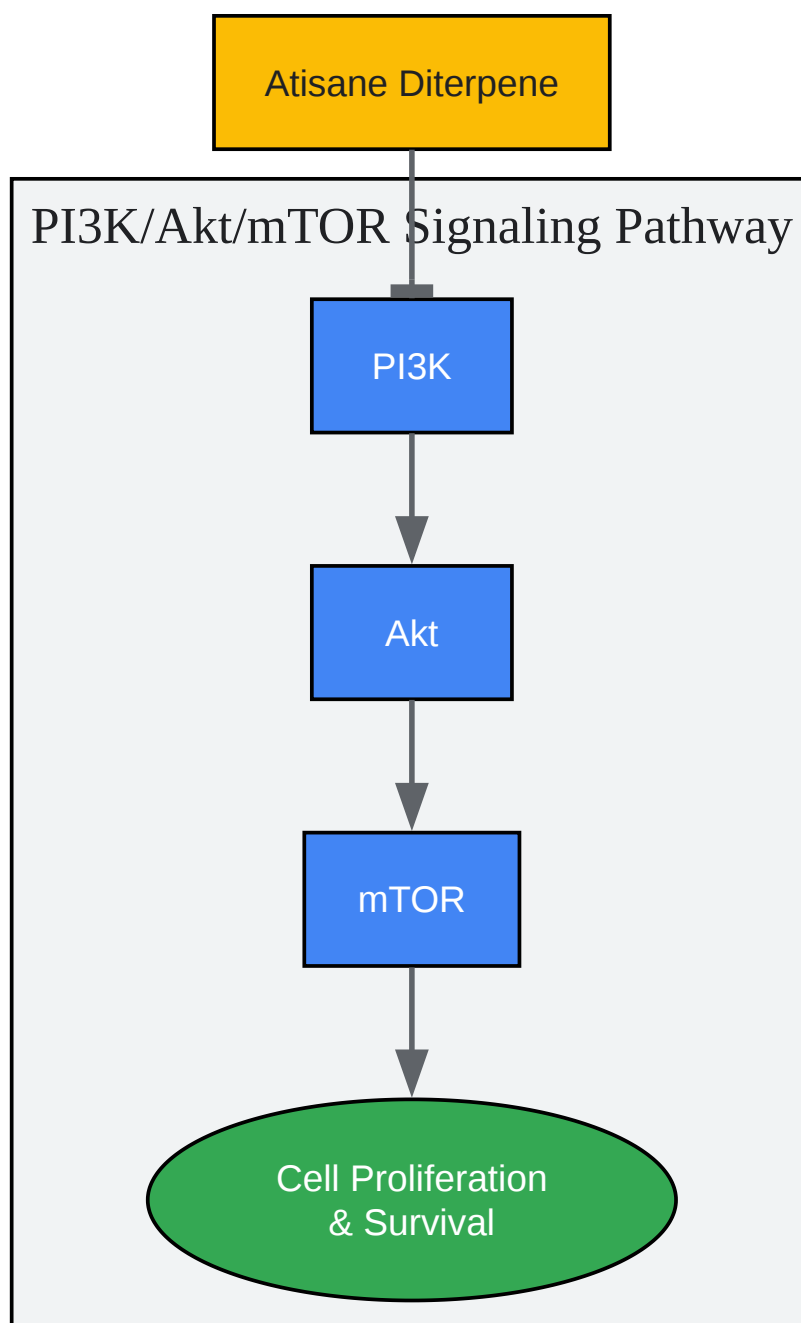 Atisane Diterpene
PI3K/Akt/mTOR Signaling Pathway
PI3K
Akt
mTOR
Cell Proliferation
& Survival